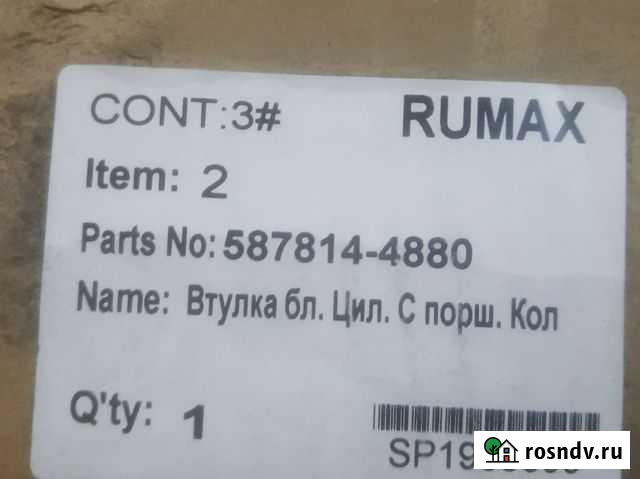 CONT:3# RUMAX
Item: 2
Parts No: 587814-4880
Name: Втулка бл. Цил. С порш. Кол
Q'ty: 1
rosndv.ru